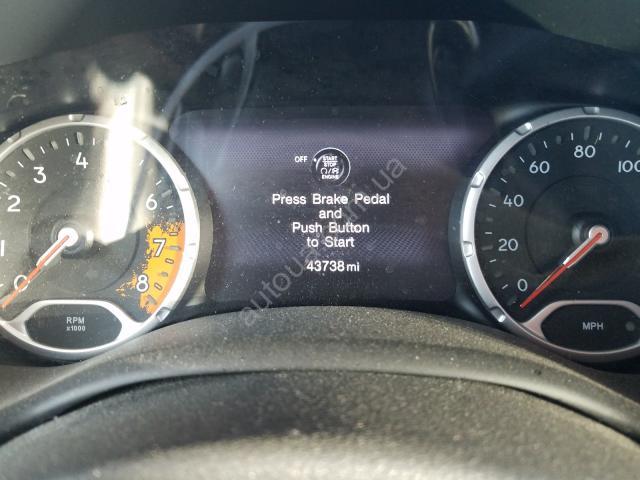 OFF
START
STOP
ENGINE
Press Brake Pedal
and
Push Button
to Start
43738 mi
0
1
2
3
4
6
7
8
RPM
x1000
0
20
40
60
80
100
MPH